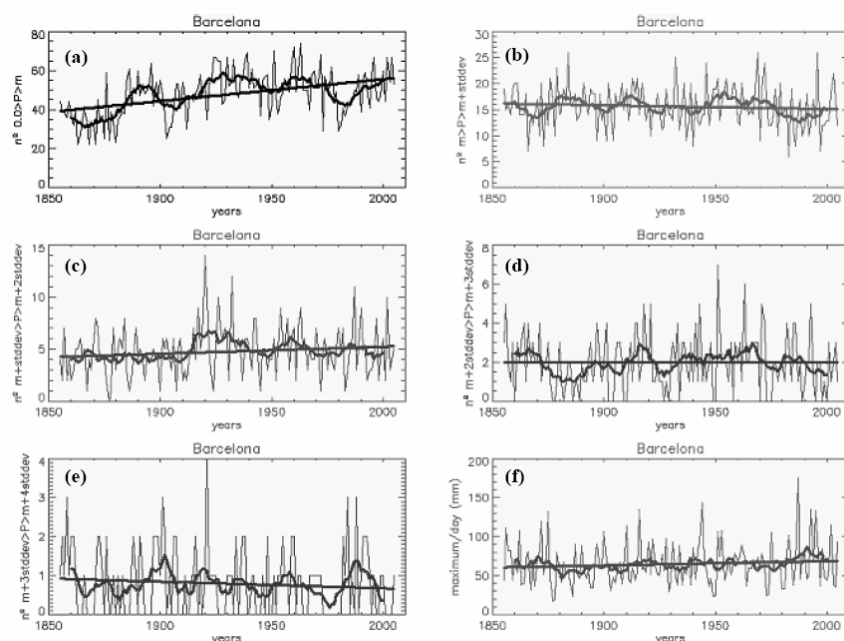 Barcelona
(a)
nº 0.0>P>m
80
60
40
20
0
1850 1900 1950 2000
years
Barcelona
(b)
nº m>P>m+stddev
30
25
20
15
10
5
0
1850 1900 1950 2000
years
Barcelona
(c)
nº m+stddev>P>m+2stddev
15
10
5
0
1850 1900 1950 2000
years
Barcelona
(d)
nº m+2stddev>P>m+3stddev
8
6
4
2
0
1850 1900 1950 2000
years
Barcelona
(e)
nº m+3stddev>P>m+4stddev
4
3
2
1
0
1850 1900 1950 2000
years
Barcelona
(f)
maximum/day (mm)
200
150
100
50
0
1850 1900 1950 2000
years